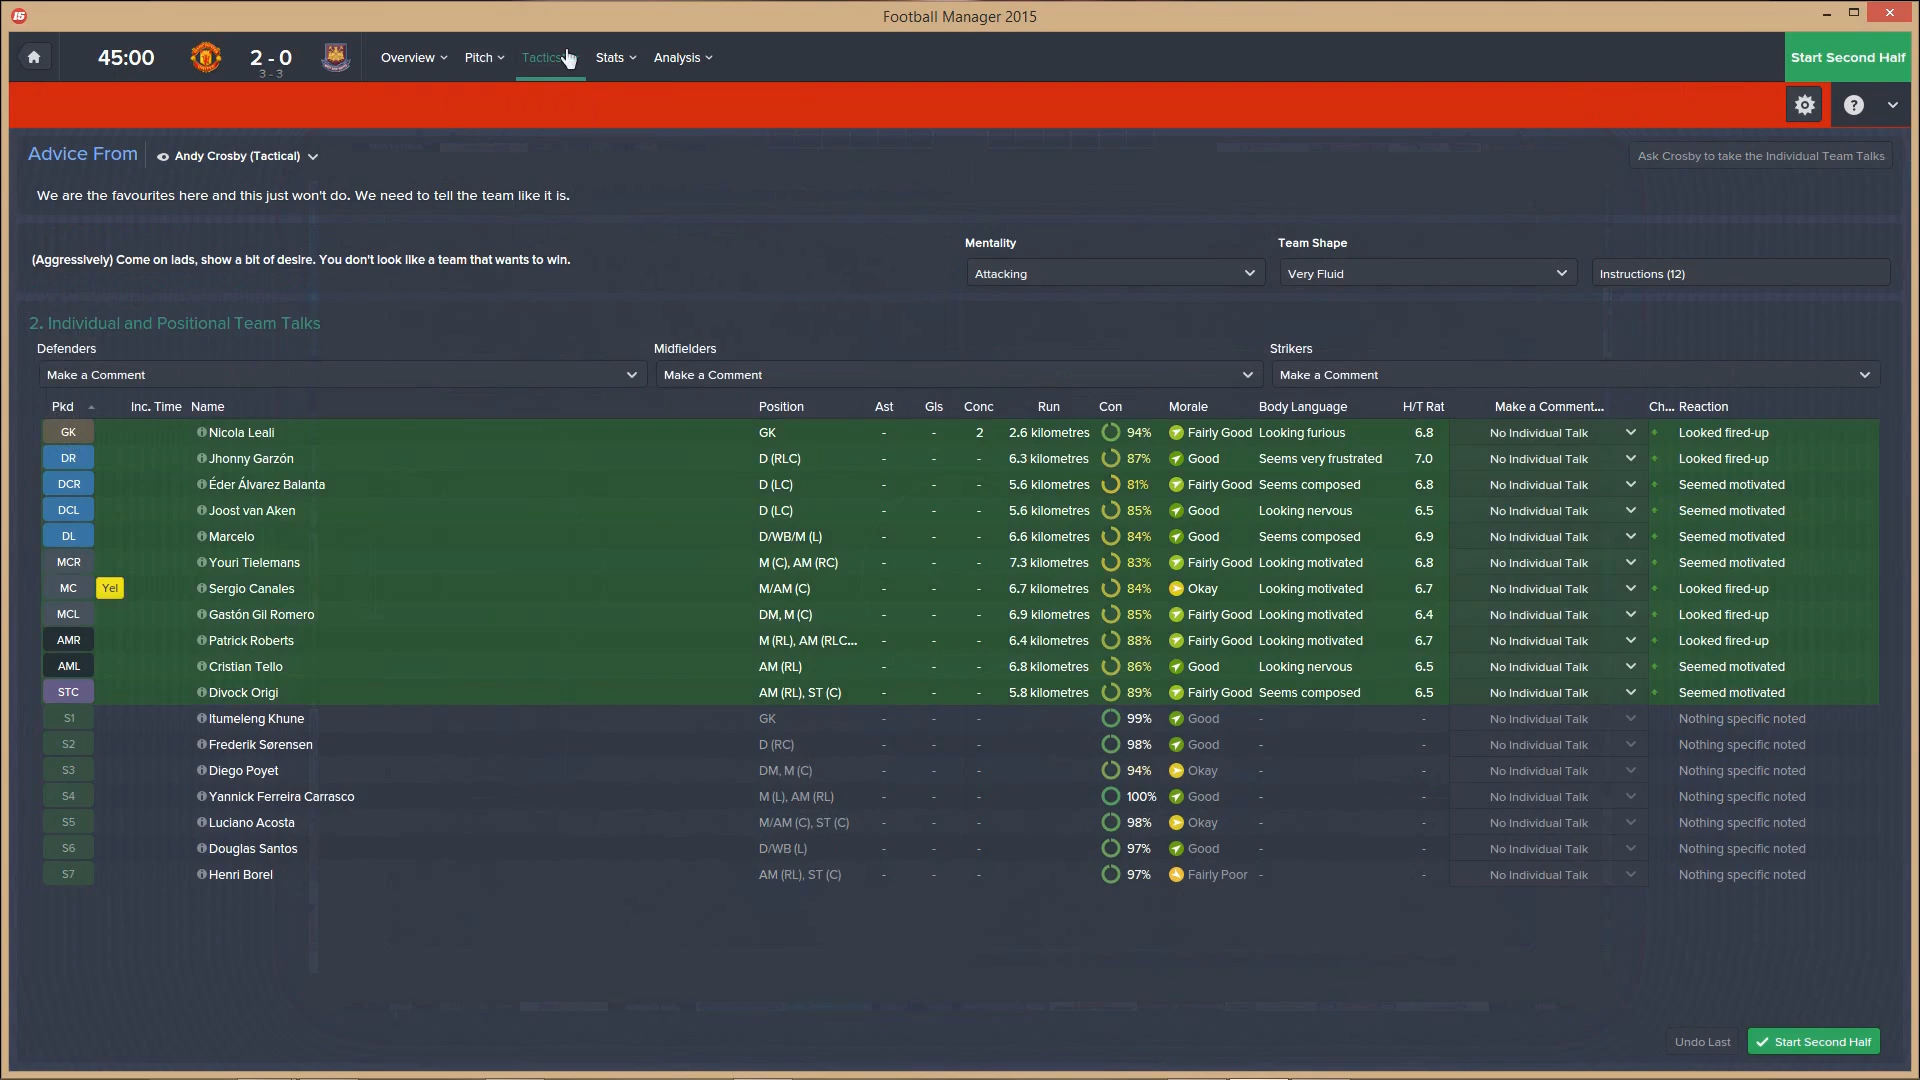 15
Football Manager 2015
45:00 2 - 0
3 - 3
Overview Pitch Tactics Stats Analysis Start Second Half
Advice From Andy Crosby (Tactical) Ask Crosby to take the Individual Team Talks
We are the favourites here and this just won't do. We need to tell the team like it is.
Mentality Team Shape
(Aggressively) Come on lads, show a bit of desire. You don't look like a team that wants to win.
Attacking Very Fluid Instructions (12)
2. Individual and Positional Team Talks
Defenders Midfielders Strikers
Make a Comment Make a Comment Make a Comment
Pkd Inc. Time Name Position Ast Gls Conc Run Con Morale Body Language H/T Rat Make a Comment... Ch... Reaction
GK Nicola Leali GK - - 2 2.6 kilometres 94% Fairly Good Looking furious 6.8 No Individual Talk Looked fired-up
DR Jhonny Garzón D (RLC) - - - 6.3 kilometres 87% Good Seems very frustrated 7.0 No Individual Talk Looked fired-up
DCR Éder Álvarez Balanta D (LC) - - - 5.6 kilometres 81% Fairly Good Seems composed 6.8 No Individual Talk Seemed motivated
DCL Joost van Aken D (LC) - - - 5.6 kilometres 85% Good Looking nervous 6.5 No Individual Talk Seemed motivated
DL Marcelo D/WB/M (L) - - - 6.6 kilometres 84% Good Seems composed 6.9 No Individual Talk Seemed motivated
MCR Youri Tielemans M (C), AM (RC) - - - 7.3 kilometres 83% Fairly Good Looking motivated 6.8 No Individual Talk Seemed motivated
MC Yel Sergio Canales M/AM (C) - - - 6.7 kilometres 84% Okay Looking motivated 6.7 No Individual Talk Looked fired-up
MCL Gastón Gil Romero DM, M (C) - - - 6.9 kilometres 85% Fairly Good Looking motivated 6.4 No Individual Talk Looked fired-up
AMR Patrick Roberts M (RL), AM (RLC... - - - 6.4 kilometres 88% Fairly Good Looking motivated 6.7 No Individual Talk Looked fired-up
AML Cristian Tello AM (RL) - - - 6.8 kilometres 86% Good Looking nervous 6.5 No Individual Talk Seemed motivated
STC Divock Origi AM (RL), ST (C) - - - 5.8 kilometres 89% Fairly Good Seems composed 6.5 No Individual Talk Seemed motivated
S1 Itumeleng Khune GK - - - 99% Good - - No Individual Talk Nothing specific noted
S2 Frederik Sørensen D (RC) - - - 98% Good - - No Individual Talk Nothing specific noted
S3 Diego Poyet DM, M (C) - - - 94% Okay - - No Individual Talk Nothing specific noted
S4 Yannick Ferreira Carrasco M (L), AM (RL) - - - 100% Good - - No Individual Talk Nothing specific noted
S5 Luciano Acosta M/AM (C), ST (C) - - - 98% Okay - - No Individual Talk Nothing specific noted
S6 Douglas Santos D/WB (L) - - - 97% Good - - No Individual Talk Nothing specific noted
S7 Henri Borel AM (RL), ST (C) - - - 97% Fairly Poor - - No Individual Talk Nothing specific noted
Undo Last Start Second Half